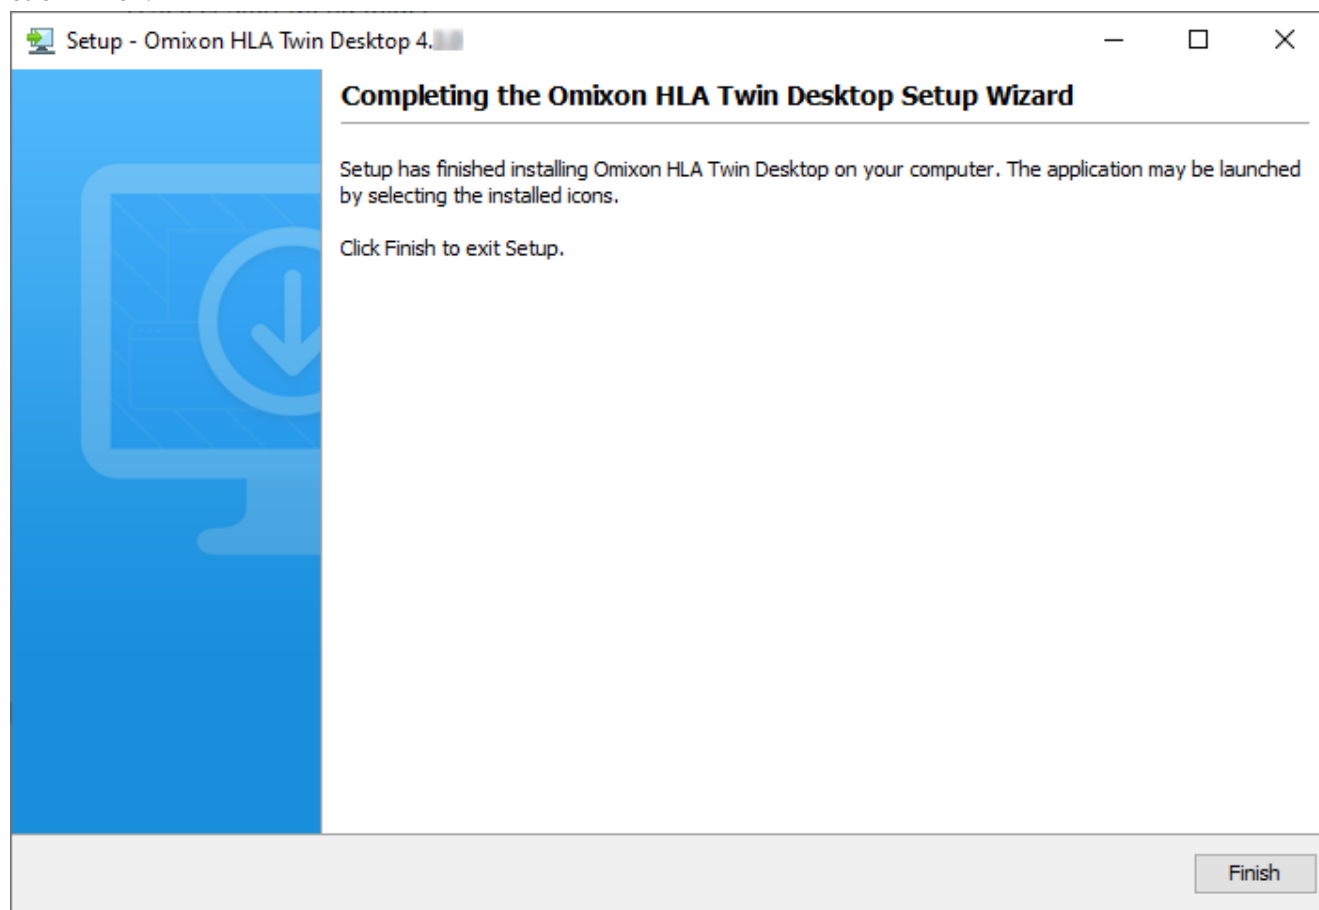 Setup - Omixon HLA Twin Desktop 4.
Completing the Omixon HLA Twin Desktop Setup Wizard
Setup has finished installing Omixon HLA Twin Desktop on your computer. The application may be launched
by selecting the installed icons.
Click Finish to exit Setup.
Finish